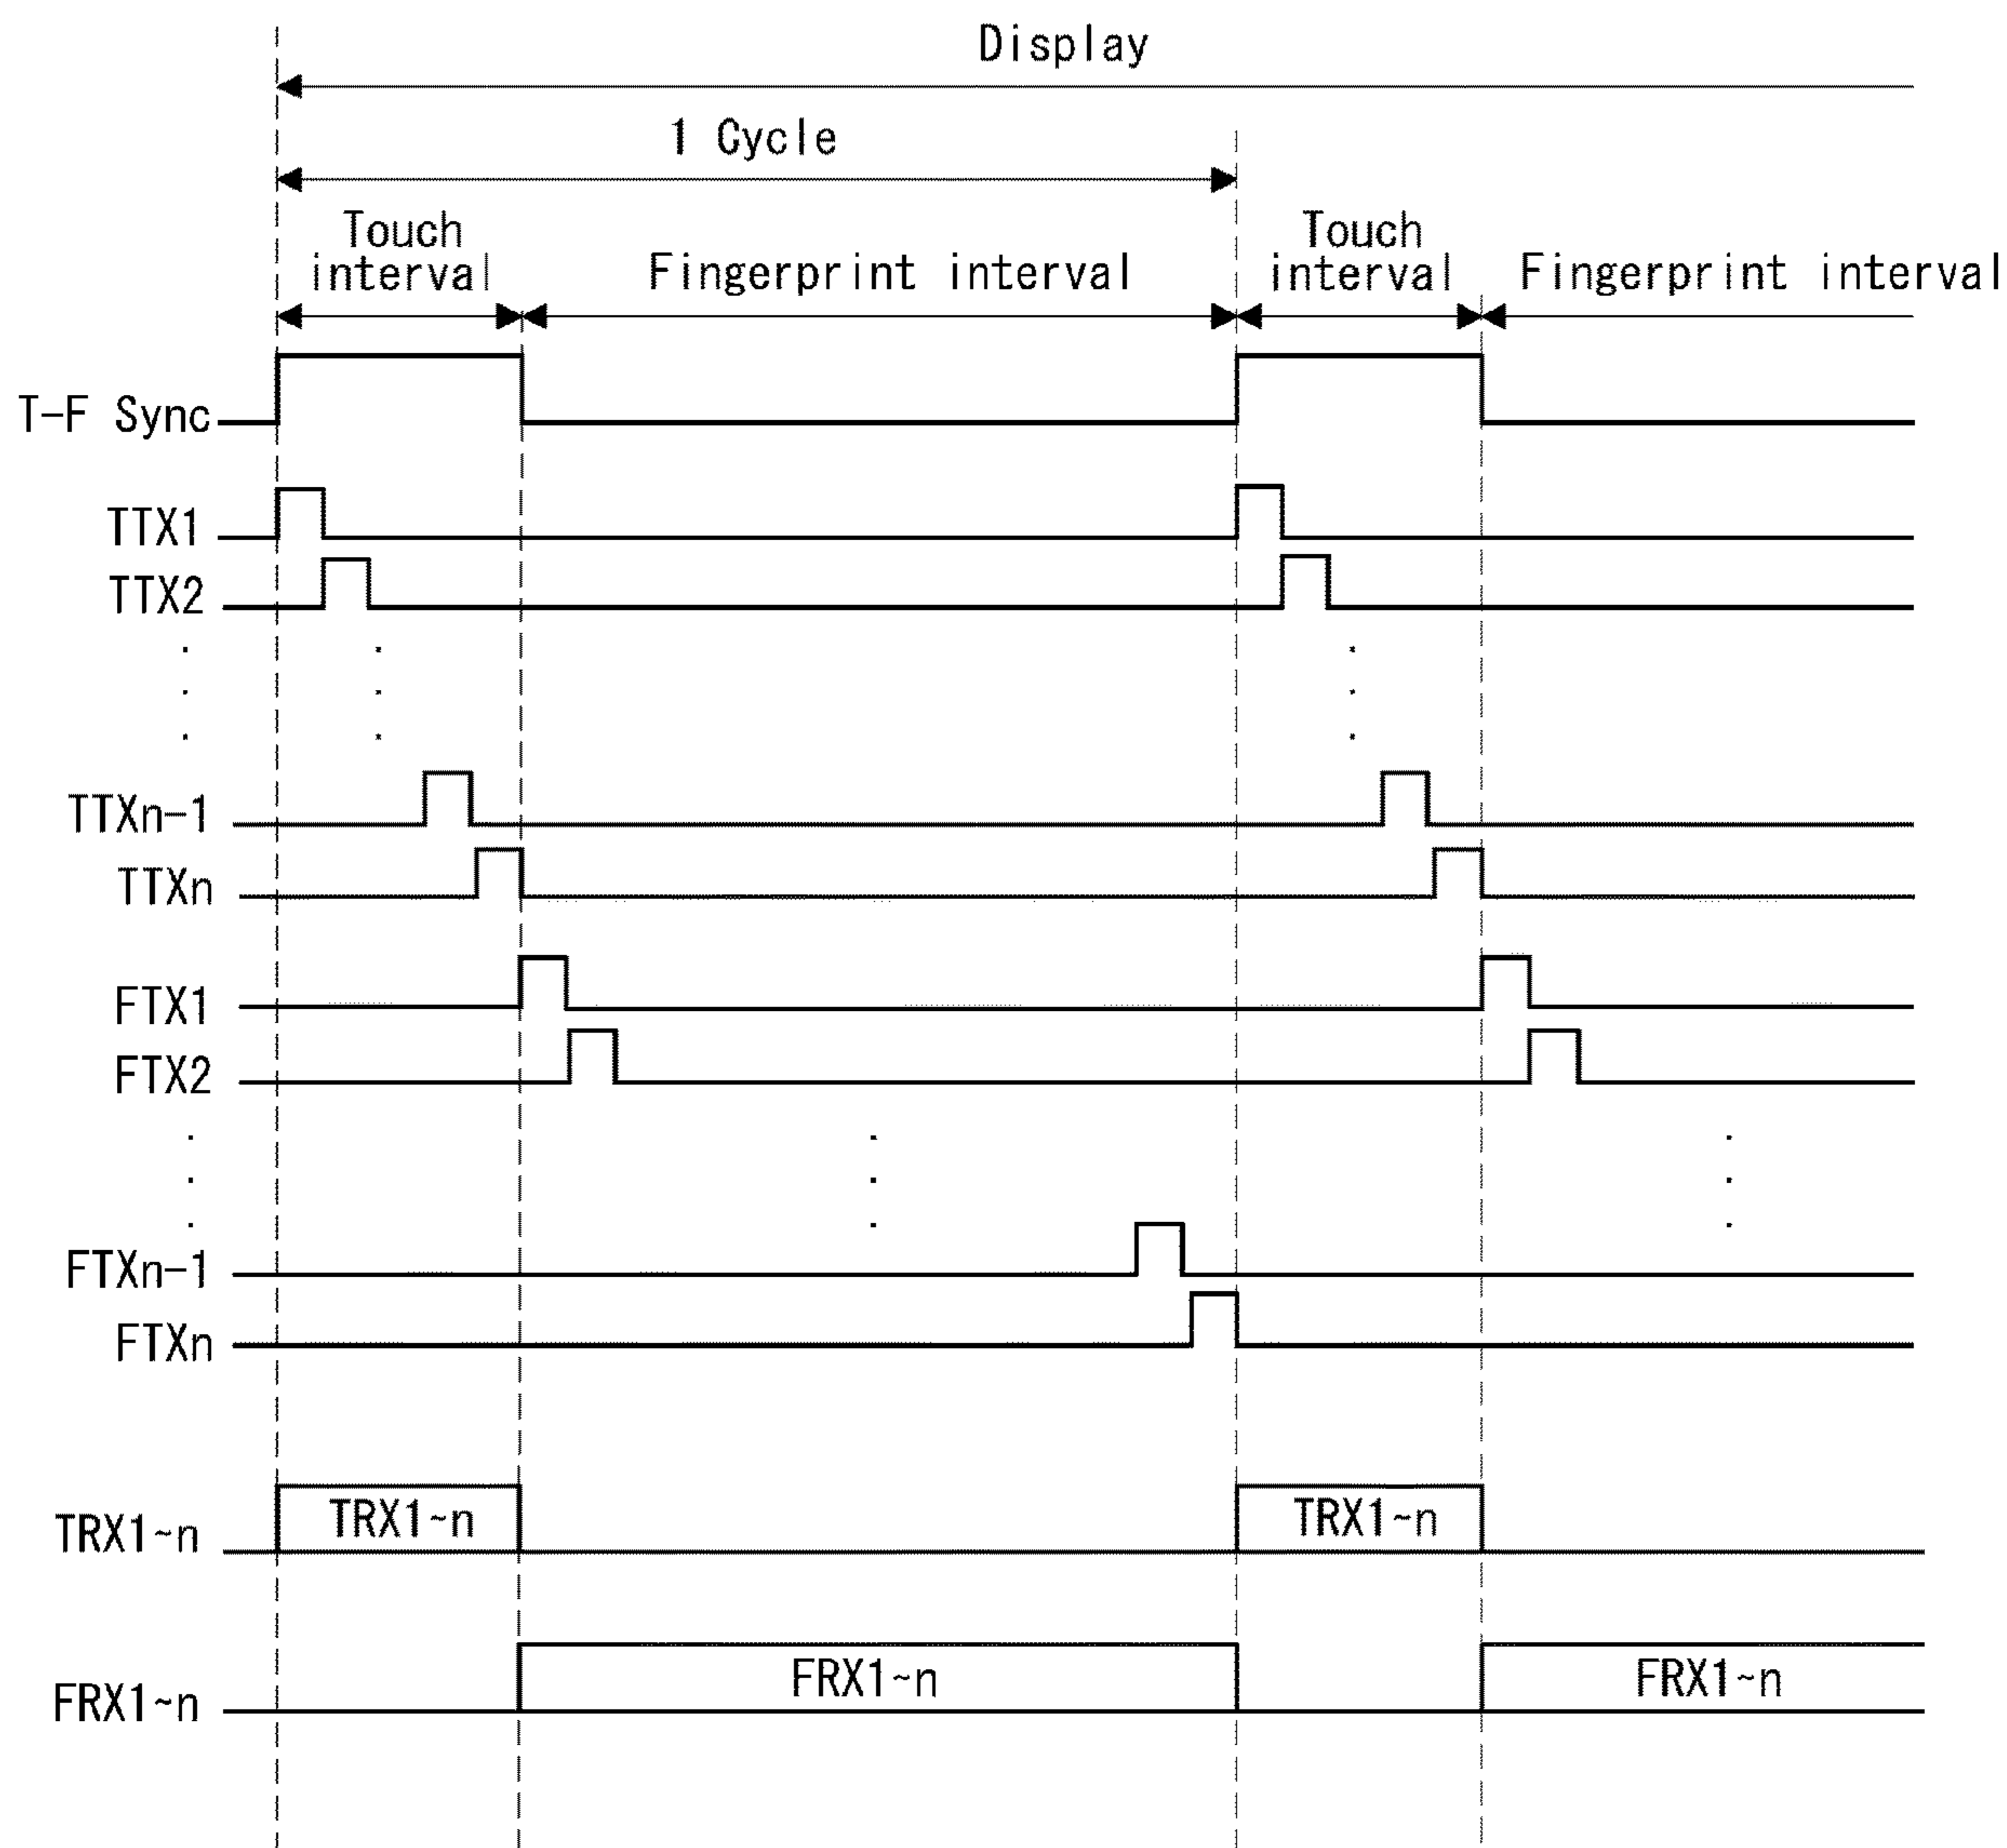 Display
1 Cycle
Touch
interval
Fingerprint interval
Touch
interval
Fingerprint interval
T-F Sync
TTX1
TTX2
TTXn-1
TTXn
FTX1
FTX2
FTXn-1
FTXn
TRX1~n
TRX1~n
TRX1~n
FRX1~n
FRX1~n
FRX1~n